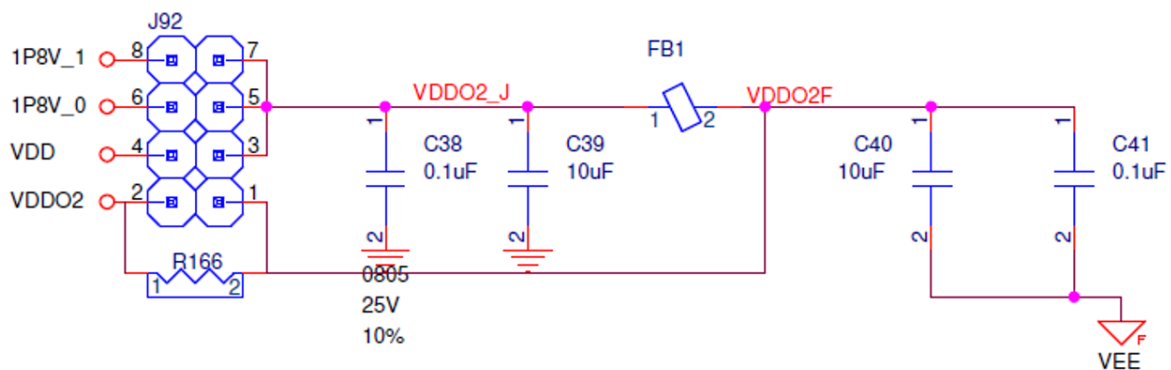 J92
1P8V_1
8
7
1P8V_0
6
5
VDD
4
3
VDDO2
2
1
R166
1
2
VDDO2_J
FB1
1
2
VDDO2F
1
C38
0.1uF
2
0805
25V
10%
1
C39
10uF
2
1
C40
10uF
2
1
C41
0.1uF
2
F
VEE